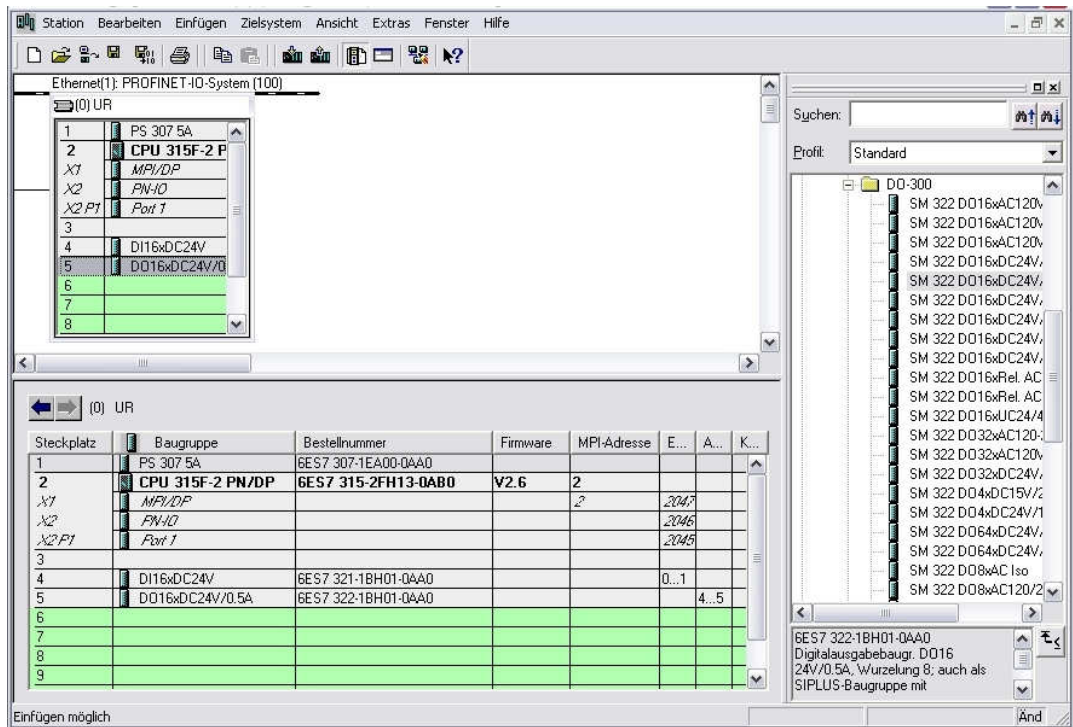 Station Bearbeiten Einfügen Zielsystem Ansicht Extras Fenster Hilfe
Ethernet(1): PROFINET-IO-System (100)
(0) UR
1 PS 307 5A
2 CPU 315F-2 P
X1 MPI/DP
X2 PN-IO
X2 P1 Port 1
3
4 DI16xDC24V
5 DO16xDC24V/0
6
7
8
(0) UR
Steckplatz Baugruppe Bestellnummer Firmware MPI-Adresse E... A... K...
1 PS 307 5A 6ES7 307-1EA00-0AA0
2 CPU 315F-2 PN/DP 6ES7 315-2FH13-0AB0 V2.6 2
X1 MPI/DP 2 2047
X2 PN-IO 2046
X2 P1 Port 1 2045
3
4 DI16xDC24V 6ES7 321-1BH01-0AA0 0...1
5 DO16xDC24V/0.5A 6ES7 322-1BH01-0AA0 4...5
6
7
8
9
Suchen:
Profil: Standard
DO-300
SM 322 DO16xAC120V
SM 322 DO16xAC120V
SM 322 DO16xAC120V
SM 322 DO16xDC24V/
SM 322 DO16xDC24V/
SM 322 DO16xDC24V/
SM 322 DO16xDC24V/
SM 322 DO16xDC24V/
SM 322 DO16xDC24V/
SM 322 DO16xRel. AC
SM 322 DO16xRel. AC
SM 322 DO16xUC24/4
SM 322 DO32xAC120-
SM 322 DO32xAC120V
SM 322 DO32xDC24V/
SM 322 DO4xDC15V/2
SM 322 DO4xDC24V/1
SM 322 DO64xDC24V/
SM 322 DO64xDC24V/
SM 322 DO8xAC Iso
SM 322 DO8xAC120/2
6ES7 322-1BH01-0AA0
Digitalausgabebaugr. DO16
24V/0.5A, Wurzelung 8; auch als
SIPLUS-Baugruppe mit
Einfügen möglich
Änd